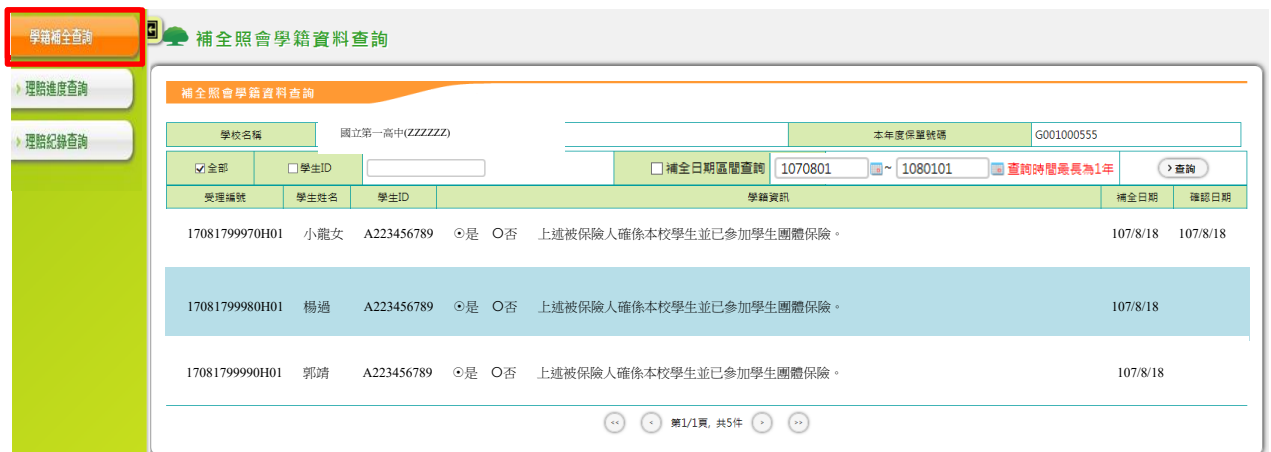 學籍補全查詢
理賠進度查詢
理賠紀錄查詢
補全照會學籍資料查詢
補全照會學籍資料查詢
學校名稱 國立第一高中(ZZZZZZ) 本年度保單號碼 G001000555
全部 學生ID 補全日期區間查詢 1070801 ~ 1080101 查詢時間最長為1年 查詢
受理編號 學生姓名 學生ID 學籍資訊 補全日期 確認日期
17081799970H01 小龍女 A223456789 是 否 上述被保險人確係本校學生並已參加學生團體保險。 107/8/18 107/8/18
17081799980H01 楊過 A223456789 是 否 上述被保險人確係本校學生並已參加學生團體保險。 107/8/18
17081799990H01 郭靖 A223456789 是 否 上述被保險人確係本校學生並已參加學生團體保險。 107/8/18
第1/1頁, 共5件